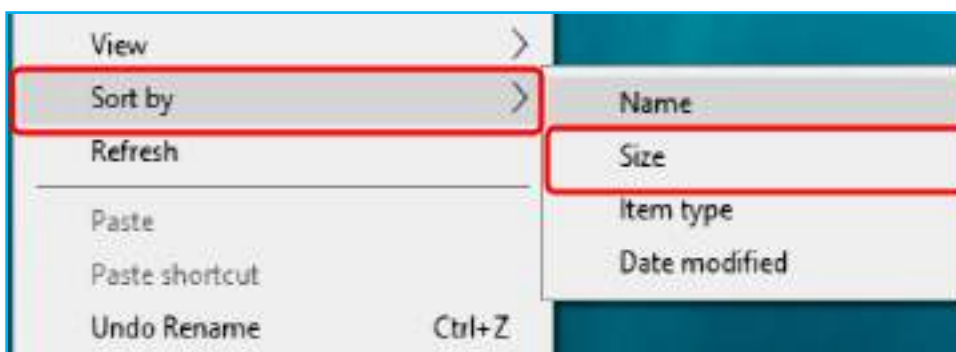 View
Sort by
Refresh
Paste
Paste shortcut
Undo Rename Ctrl+Z
Name
Size
Item type
Date modified